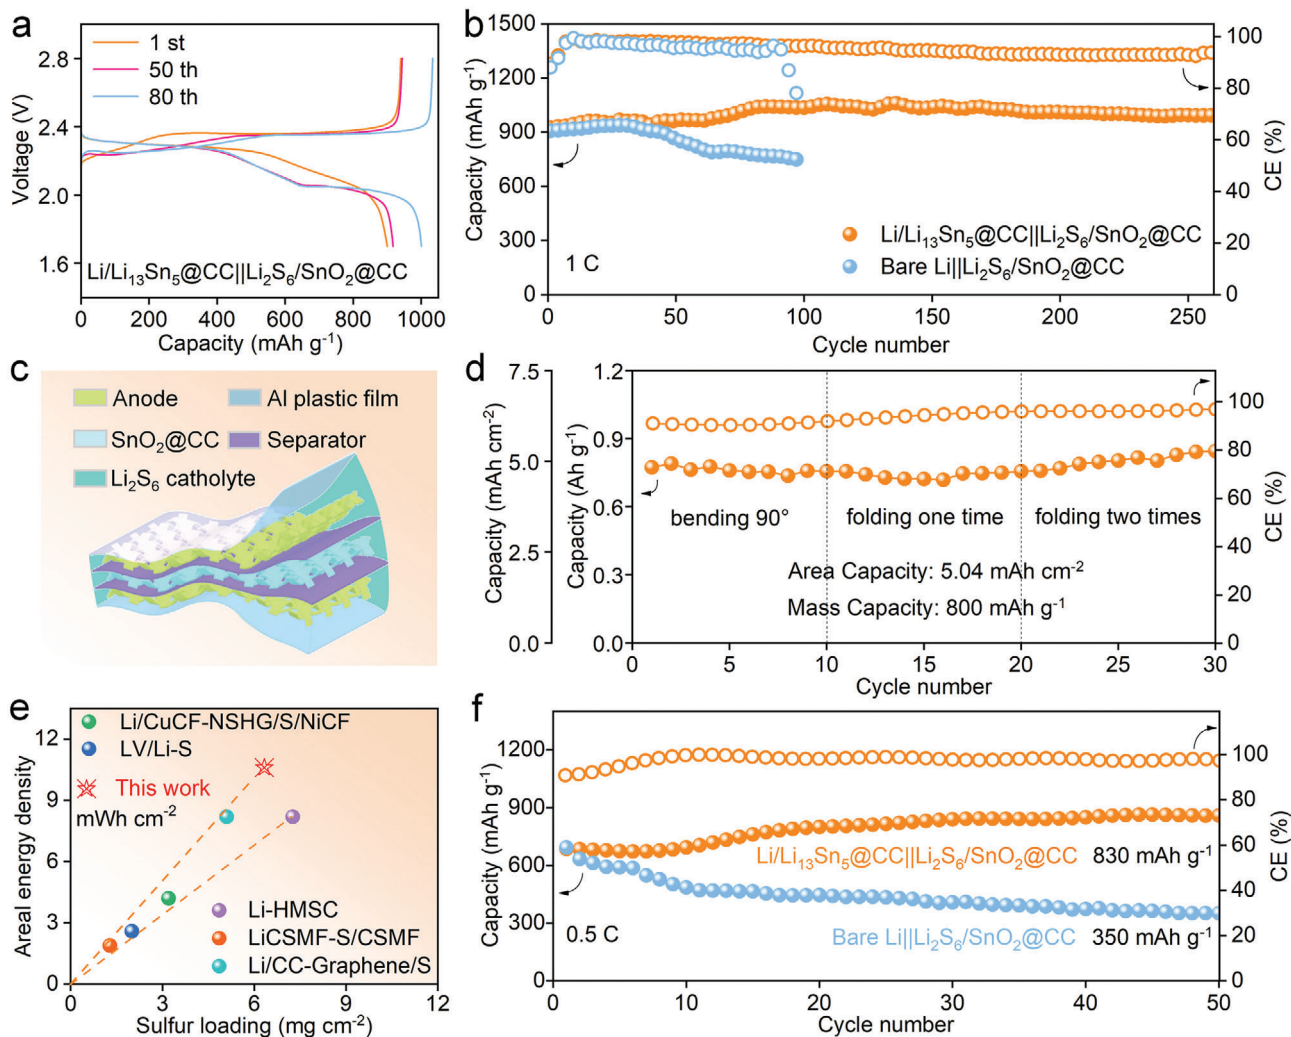 a
1 st
50 th
80 th
Voltage (V)
2.8
2.4
2.0
1.6
Li/Li₁₃Sn₅@CC||Li₂S₆/SnO₂@CC
0 200 400 600 800 1000
Capacity (mAh g⁻¹)
b
Capacity (mAh g⁻¹)
1500
1200
900
600
300
0
100
80
60
40
20
0
CE (%)
Li/Li₁₃Sn₅@CC||Li₂S₆/SnO₂@CC
Bare Li||Li₂S₆/SnO₂@CC
1 C
0 50 100 150 200 250
Cycle number
c
Anode
Al plastic film
SnO₂@CC
Separator
Li₂S₆ catholyte
d
Capacity (mAh cm⁻²)
7.5
5.0
2.5
0.0
Capacity (Ah g⁻¹)
1.2
0.9
0.6
0.3
0.0
100
80
60
40
20
0
CE (%)
bending 90°
folding one time
folding two times
Area Capacity: 5.04 mAh cm⁻²
Mass Capacity: 800 mAh g⁻¹
0 5 10 15 20 25 30
Cycle number
e
Areal energy density
12
9
6
3
0
Li/CuCF-NSHG/S/NiCF
LV/Li-S
This work
mWh cm⁻²
Li-HMSC
LiCSMF-S/CSMF
Li/CC-Graphene/S
0 3 6 9 12
Sulfur loading (mg cm⁻²)
f
Capacity (mAh g⁻¹)
1200
900
600
300
0
100
80
60
40
20
0
CE (%)
Li/Li₁₃Sn₅@CC||Li₂S₆/SnO₂@CC 830 mAh g⁻¹
0.5 C
Bare Li||Li₂S₆/SnO₂@CC 350 mAh g⁻¹
0 10 20 30 40 50
Cycle number